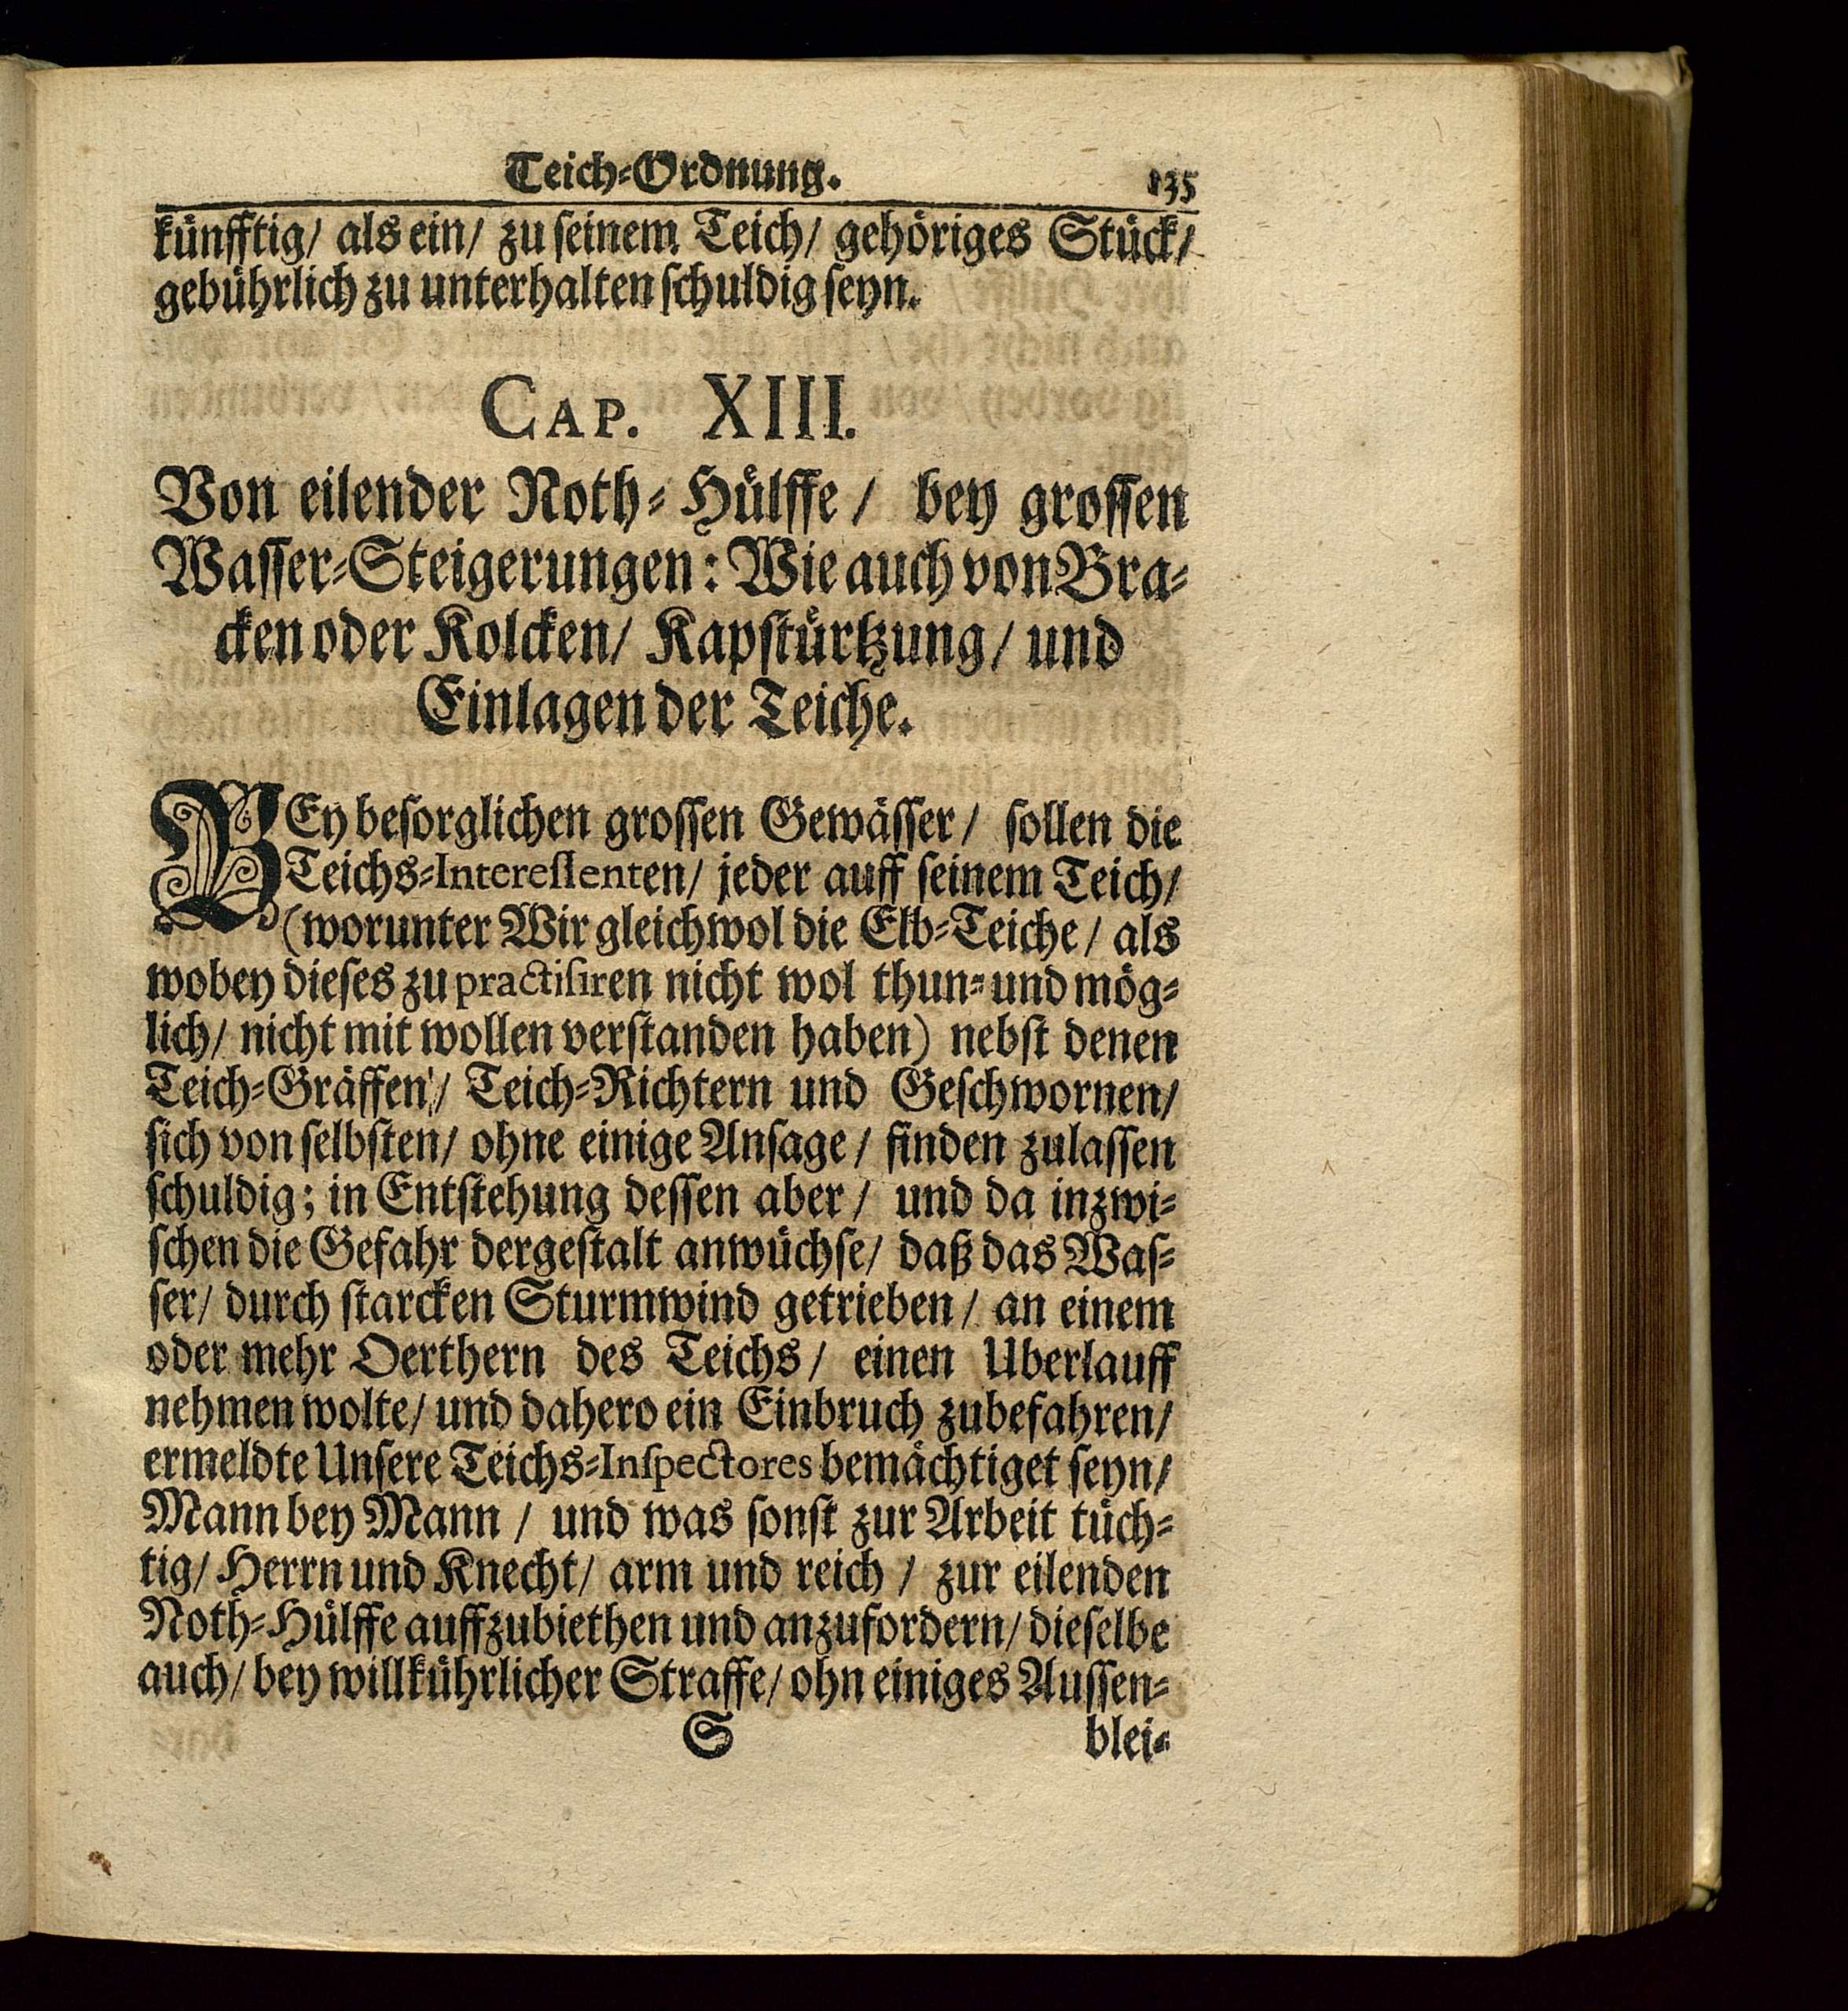 Teich-Ordnung. 135
künfftig/ als ein/ zu seinem Teich/ gehöriges Stück/
gebührlich zu unterhalten schuldig seyn.
CAP. XIII.
Von eilender Noth-Hülffe/ bey grossen
Wasser-Steigerungen: Wie auch von Bra-
cken oder Kolcken/ Kapstürtzung/ und
Einlagen der Teiche.
BEy besorglichen grossen Gewässer/ sollen die
Teichs-Interessenten/ jeder auff seinem Teich/
(worunter Wir gleichwol die Elb-Teiche/ als
wobey dieses zu practisiren nicht wol thun- und mög-
lich/ nicht mit wollen verstanden haben) nebst denen
Teich-Gräffen/ Teich-Richtern und Geschwornen/
sich von selbsten/ ohne einige Ansage/ finden zulassen
schuldig; in Entstehung dessen aber/ und da inzwi-
schen die Gefahr dergestalt anwüchse/ daß das Was-
ser/ durch starcken Sturmwind getrieben/ an einem
oder mehr Oerthern des Teichs/ einen Uberlauff
nehmen wolte/ und dahero ein Einbruch zubefahren/
ermeldte Unsere Teichs-Inspectores bemächtiget seyn/
Mann bey Mann/ und was sonst zur Arbeit tüch-
tig/ Herrn und Knecht/ arm und reich/ zur eilenden
Noth-Hülffe auffzubiethen und anzufordern/ dieselbe
auch/ bey willkührlicher Straffe/ ohn einiges Aussen-
S blei-